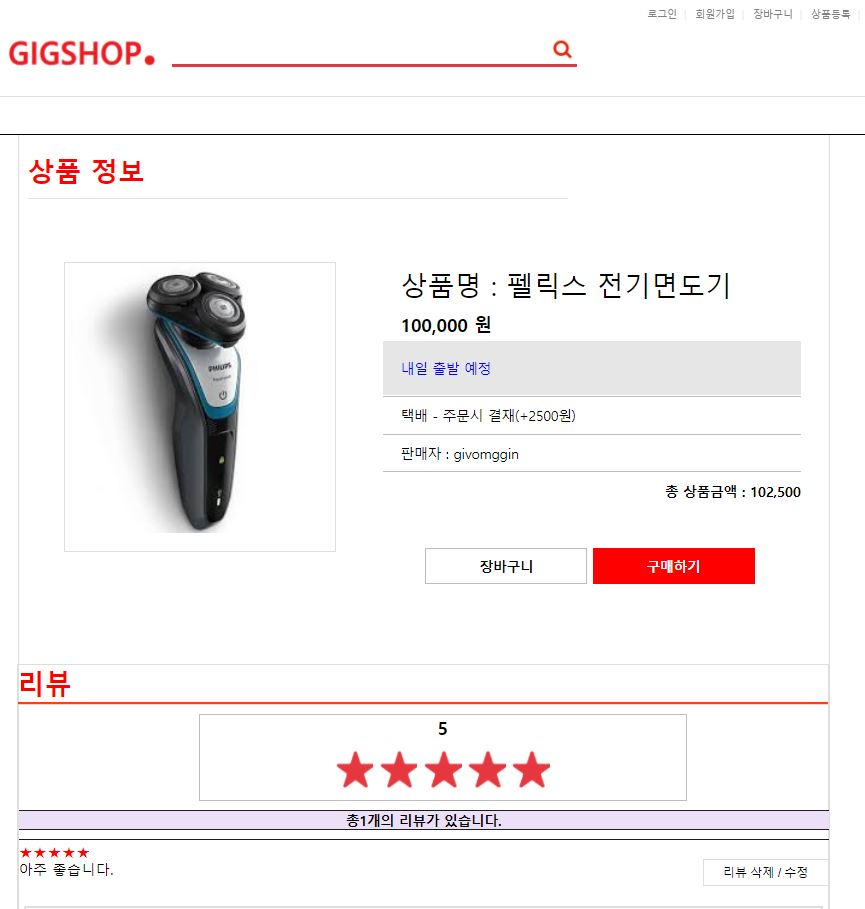 로그인
회원가입
장바구니
상품등록
GIGSHOP.
상품 정보
PHILIPS
상품명 : 펠릭스 전기면도기
100,000 원
내일 출발 예정
택배 - 주문시 결재(+2500원)
판매자 : givomggin
총 상품금액 : 102,500
장바구니
구매하기
리뷰
5
총1개의 리뷰가 있습니다.
★★★★★
아주 좋습니다.
리뷰 삭제 / 수정